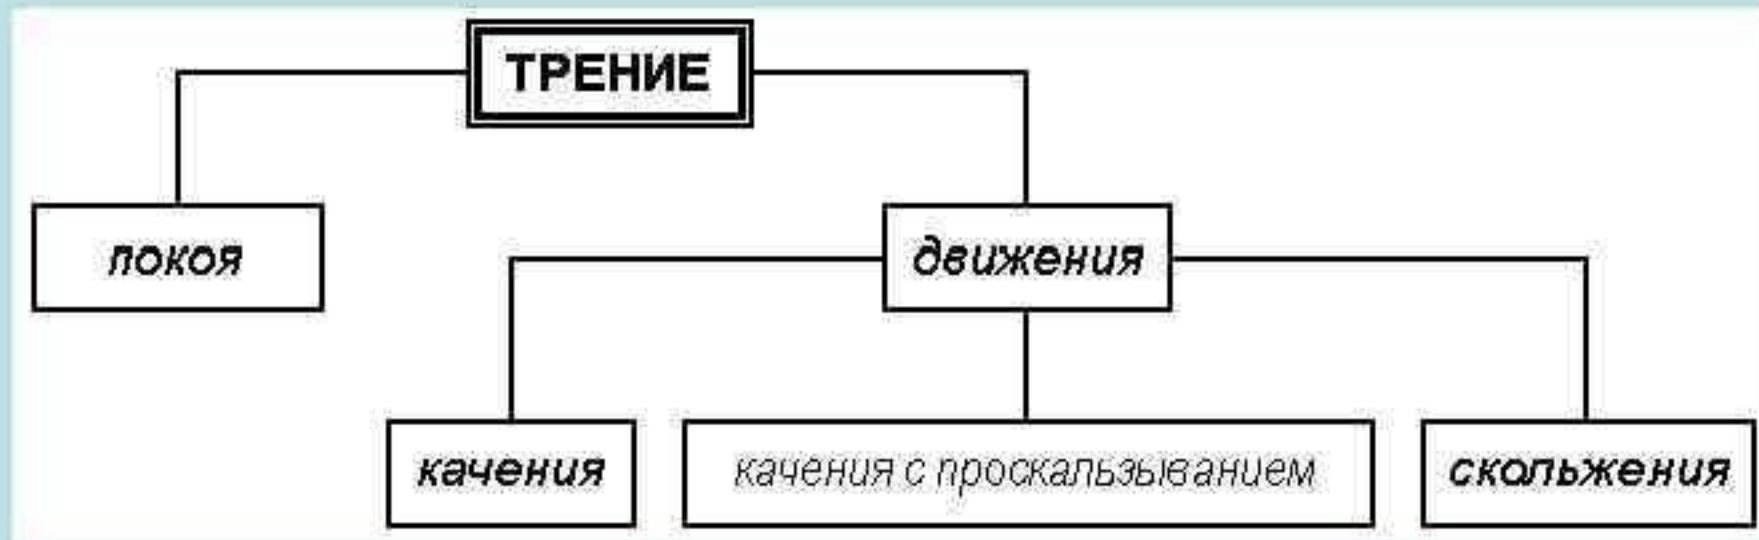 ТРЕНИЕ
покоя
движения
качения
качения с проскальзыванием
скольжения